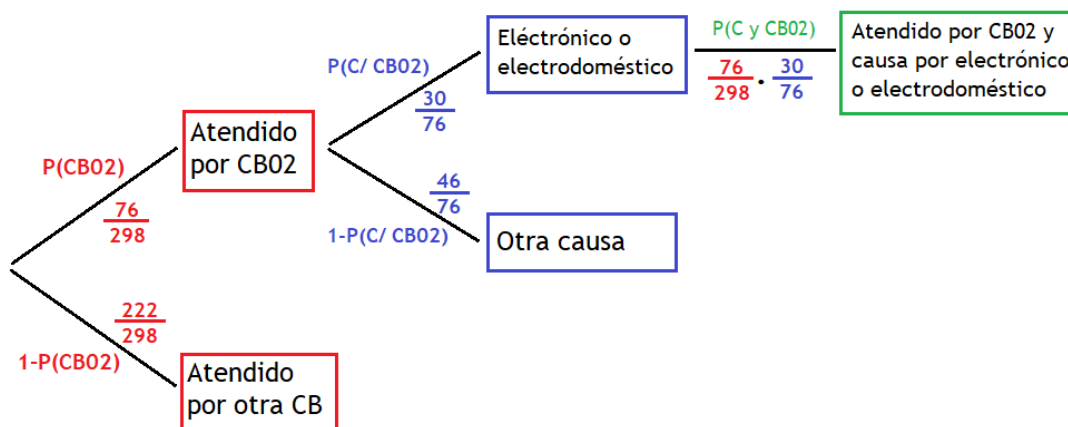 P(CB02)
76
298
Atendido
por CB02
P(C/ CB02)
30
76
Eléctrónico o
electrodoméstico
P(C y CB02)
76
298
.
30
76
Atendido por CB02 y
causa por electrónico
o electrodoméstico
46
76
1-P(C/ CB02)
Otra causa
222
298
1-P(CB02)
Atendido
por otra CB